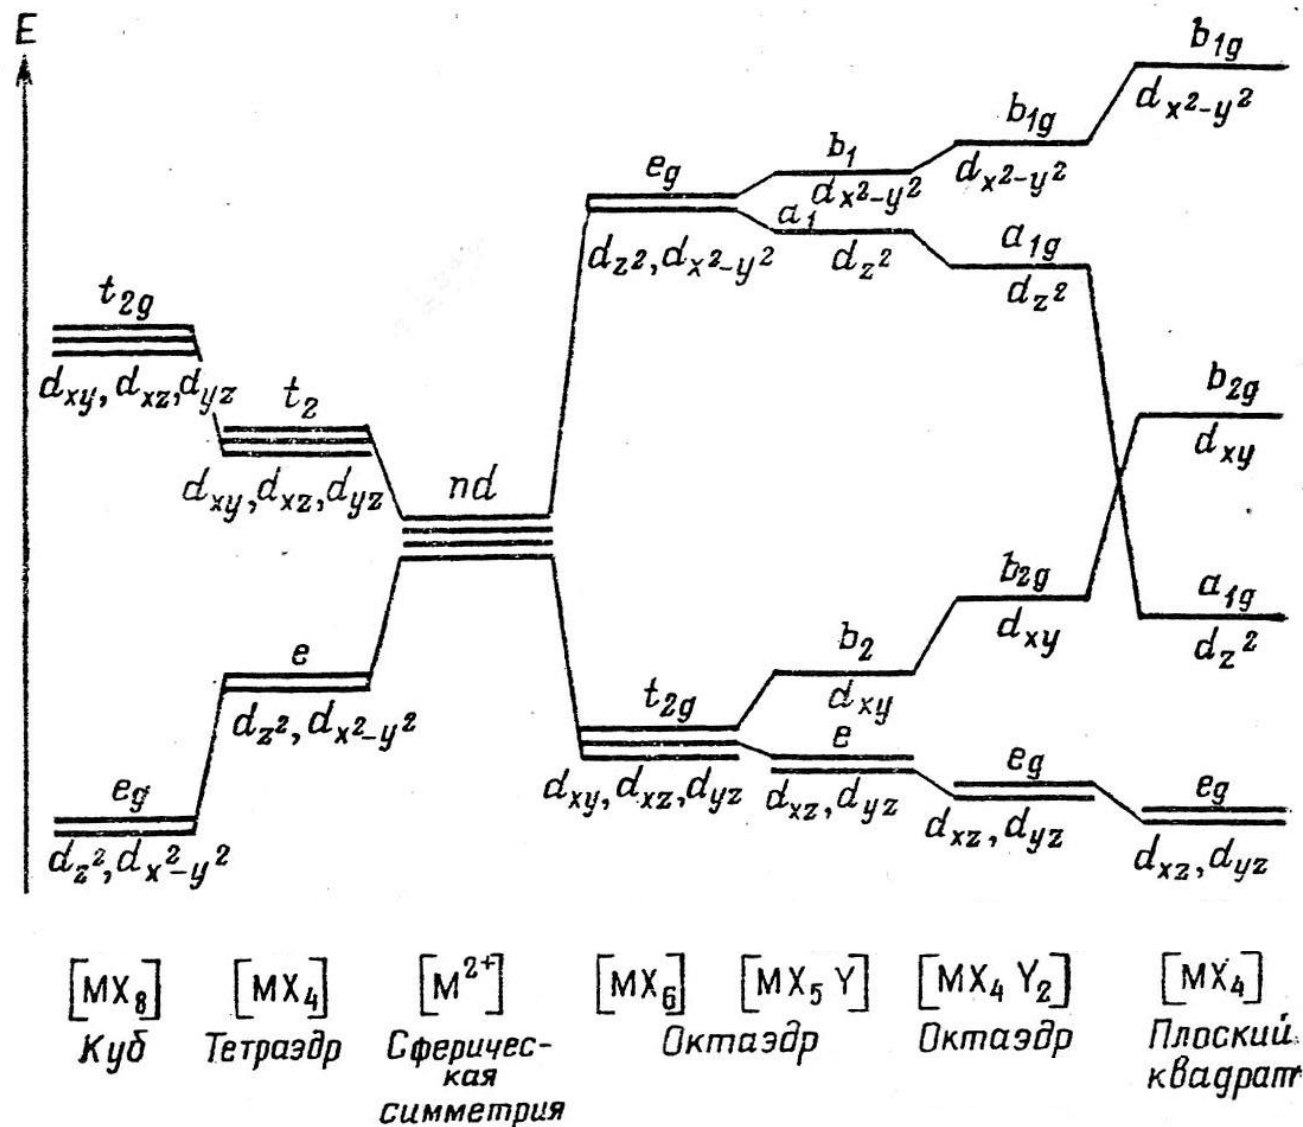 E
b₁g
dx²-y²
b₁g
dx²-y²
b₁
dx²-y²
eg
dz², dx²-y²
a₁
dz²
a₁g
dz²
t₂g
dxy, dxz, dyz
t₂
dxy, dxz, dyz
nd
b₂g
dxy
b₂g
dxy
a₁g
dz²
e
dz², dx²-y²
b₂
dxy
t₂g
dxy, dxz, dyz
e
dxz, dyz
eg
dxz, dyz
eg
dxz, dyz
eg
dz², dx²-y²
[MX₈]
Куб
[MX₄]
Тетраэдр
[M²⁺]
Сферичес-
кая
симметрия
[MX₆] [MX₅Y]
Октаэдр
[MX₄Y₂]
Октаэдр
[MX₄]
Плоский
квадрат